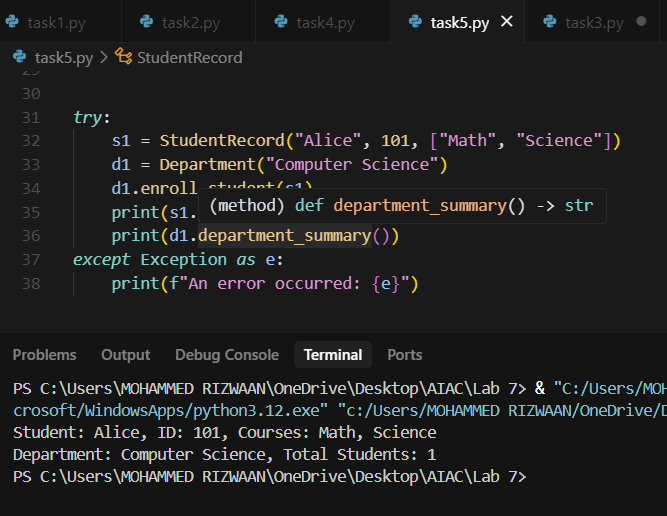 task1.py task2.py task4.py task5.py task3.py
task5.py > StudentRecord
30
31 try:
32 s1 = StudentRecord("Alice", 101, ["Math", "Science"])
33 d1 = Department("Computer Science")
34 d1.enroll_student(s1)
(method) def department_summary() -> str
35 print(s1.
36 print(d1.department_summary())
37 except Exception as e:
38 print(f"An error occurred: {e}")
Problems Output Debug Console Terminal Ports
PS C:\Users\MOHAMMED RIZWAAN\OneDrive\Desktop\AIAC\Lab 7> & "C:/Users/MOH
crosoft/WindowsApps/python3.12.exe" "c:/Users/MOHAMMED RIZWAAN/OneDrive/D
Student: Alice, ID: 101, Courses: Math, Science
Department: Computer Science, Total Students: 1
PS C:\Users\MOHAMMED RIZWAAN\OneDrive\Desktop\AIAC\Lab 7>